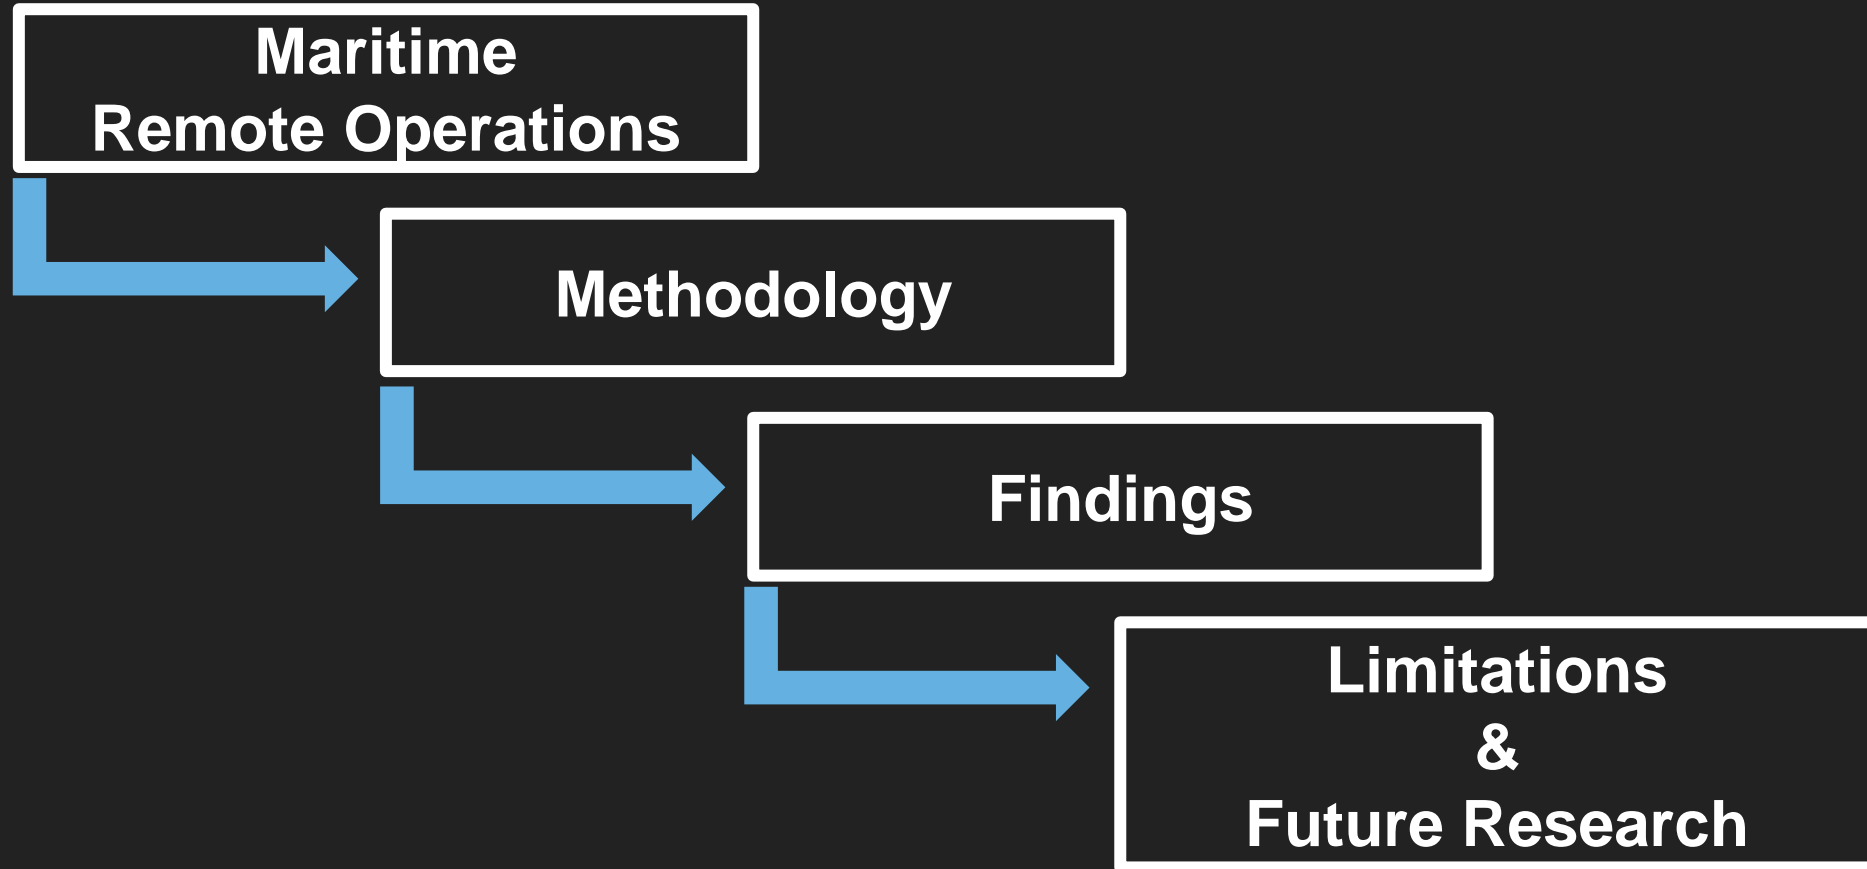 Maritime
Remote Operations
Methodology
Findings
Limitations
&
Future Research